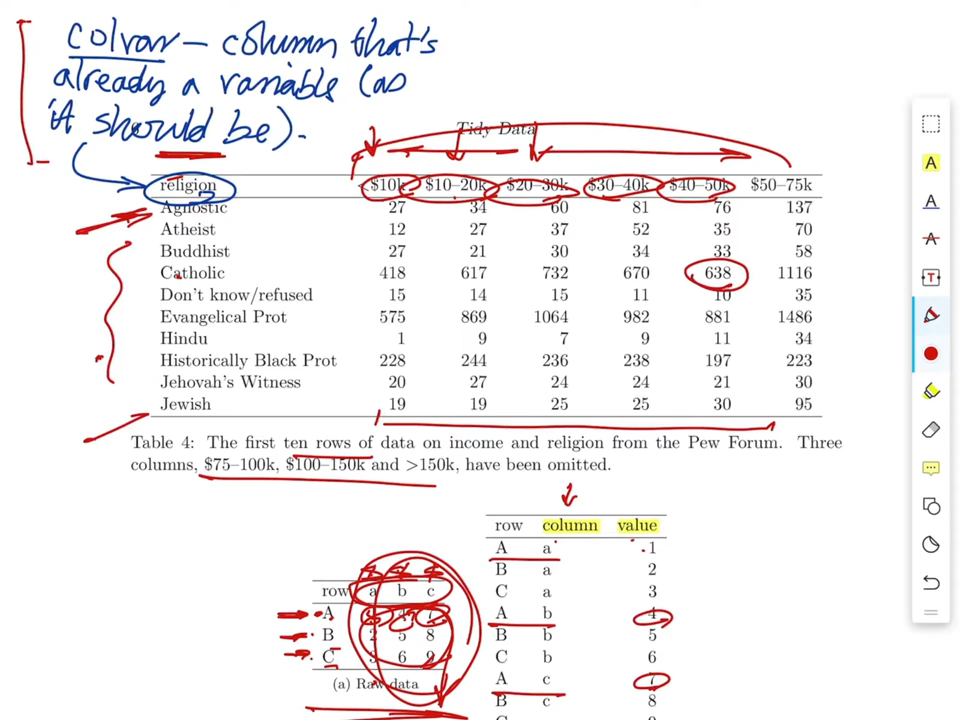 colvar – column that's
already a variable (as
it should be).
Tidy Data
religion <$10k $10–20k $20–30k $30–40k $40–50k $50–75k
Agnostic 27 34 60 81 76 137
Atheist 12 27 37 52 35 70
Buddhist 27 21 30 34 33 58
Catholic 418 617 732 670 638 1116
Don't know/refused 15 14 15 11 10 35
Evangelical Prot 575 869 1064 982 881 1486
Hindu 1 9 7 9 11 34
Historically Black Prot 228 244 236 238 197 223
Jehovah's Witness 20 27 24 24 21 30
Jewish 19 19 25 25 30 95
Table 4: The first ten rows of data on income and religion from the Pew Forum. Three
columns, $75–100k, $100–150k and >150k, have been omitted.
row a b c
A 7
B 2 5 8
C 3 6 9
(a) Raw data
row column value
A a 1
B a 2
C a 3
A b 4
B b 5
C b 6
A c 7
B c 8
A
A
A
T